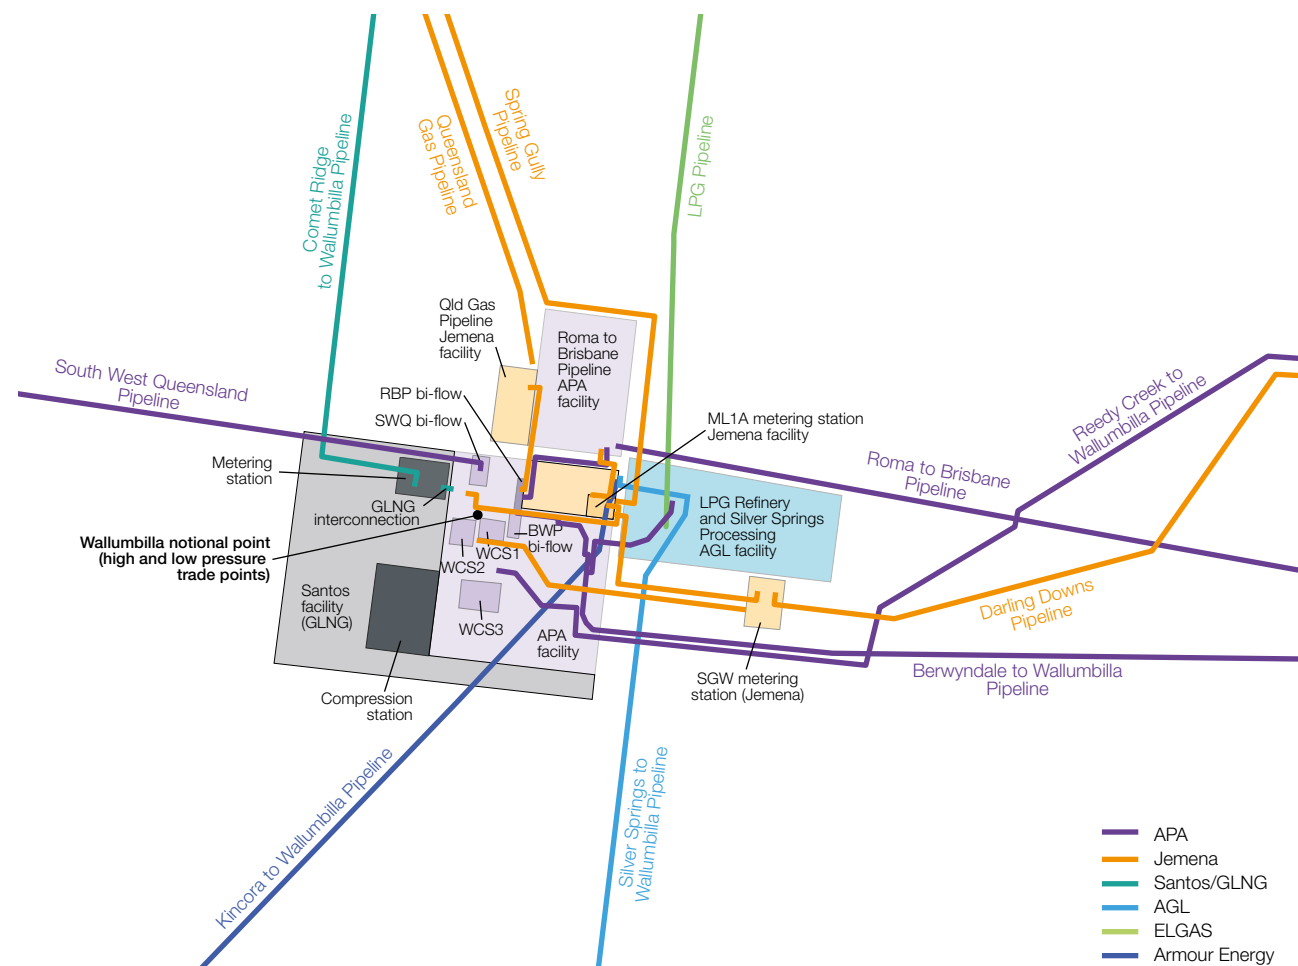 Spring Gully
Pipeline
Queensland
Gas Pipeline
LPG Pipeline
Comet Ridge
to Wallumbilla Pipeline
Qld Gas
Pipeline
Jemena
facility
Roma to
Brisbane
Pipeline
APA
facility
South West Queensland
Pipeline
RBP bi-flow
SWQ bi-flow
ML1A metering station
Jemena facility
Reedy Creek to
Wallumbilla Pipeline
Roma to Brisbane
Pipeline
Metering
station
GLNG
interconnection
LPG Refinery
and Silver Springs
Processing
AGL facility
Wallumbilla notional point
(high and low pressure
trade points)
BWP
bi-flow
WCS1
WCS2
Santos
facility
(GLNG)
WCS3
APA
facility
Darling Downs
Pipeline
Berwyndale to Wallumbilla
Pipeline
SGW metering
station (Jemena)
Compression
station
Kincora to Wallumbilla Pipeline
Silver Springs to
Wallumbilla Pipeline
APA
Jemena
Santos/GLNG
AGL
ELGAS
Armour Energy